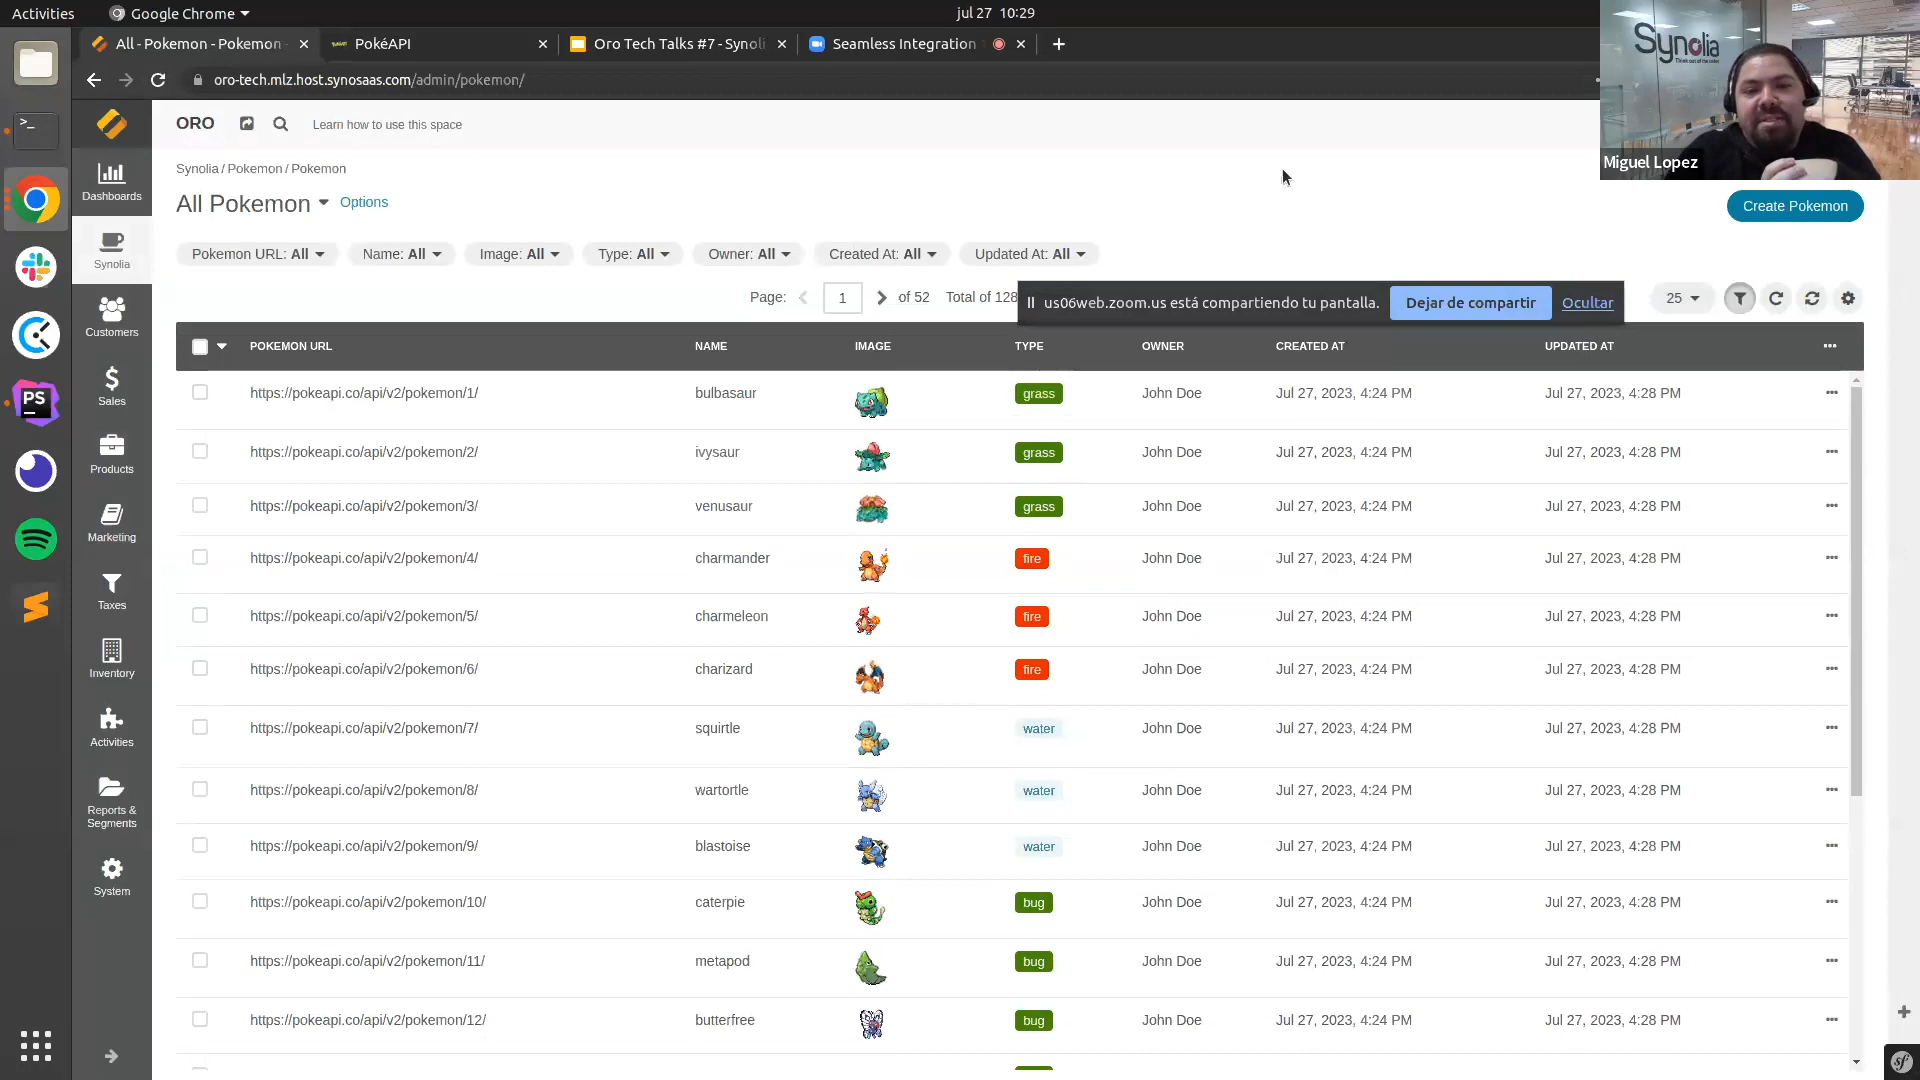 Activities
Google Chrome
jul 27 10:29
All - Pokemon - Pokemon
PokéAPI
Oro Tech Talks #7 - Synoli
Seamless Integration
oro-tech.mlz.host.synosaas.com/admin/pokemon/
Synolia
Miguel Lopez
ORO
Learn how to use this space
Synolia / Pokemon / Pokemon
All Pokemon
Options
Create Pokemon
Pokemon URL: All
Name: All
Image: All
Type: All
Owner: All
Created At: All
Updated At: All
Page:
1
of 52
Total of 128
us06web.zoom.us está compartiendo tu pantalla.
Dejar de compartir
Ocultar
25
POKEMON URL NAME IMAGE TYPE OWNER CREATED AT UPDATED AT
https://pokeapi.co/api/v2/pokemon/1/ bulbasaur grass John Doe Jul 27, 2023, 4:24 PM Jul 27, 2023, 4:28 PM
https://pokeapi.co/api/v2/pokemon/2/ ivysaur grass John Doe Jul 27, 2023, 4:24 PM Jul 27, 2023, 4:28 PM
https://pokeapi.co/api/v2/pokemon/3/ venusaur grass John Doe Jul 27, 2023, 4:24 PM Jul 27, 2023, 4:28 PM
https://pokeapi.co/api/v2/pokemon/4/ charmander fire John Doe Jul 27, 2023, 4:24 PM Jul 27, 2023, 4:28 PM
https://pokeapi.co/api/v2/pokemon/5/ charmeleon fire John Doe Jul 27, 2023, 4:24 PM Jul 27, 2023, 4:28 PM
https://pokeapi.co/api/v2/pokemon/6/ charizard fire John Doe Jul 27, 2023, 4:24 PM Jul 27, 2023, 4:28 PM
https://pokeapi.co/api/v2/pokemon/7/ squirtle water John Doe Jul 27, 2023, 4:24 PM Jul 27, 2023, 4:28 PM
https://pokeapi.co/api/v2/pokemon/8/ wartortle water John Doe Jul 27, 2023, 4:24 PM Jul 27, 2023, 4:28 PM
https://pokeapi.co/api/v2/pokemon/9/ blastoise water John Doe Jul 27, 2023, 4:24 PM Jul 27, 2023, 4:28 PM
https://pokeapi.co/api/v2/pokemon/10/ caterpie bug John Doe Jul 27, 2023, 4:24 PM Jul 27, 2023, 4:28 PM
https://pokeapi.co/api/v2/pokemon/11/ metapod bug John Doe Jul 27, 2023, 4:24 PM Jul 27, 2023, 4:28 PM
https://pokeapi.co/api/v2/pokemon/12/ butterfree bug John Doe Jul 27, 2023, 4:24 PM Jul 27, 2023, 4:28 PM
Dashboards
Synolia
Customers
Sales
Products
Marketing
Taxes
Inventory
Activities
Reports &
Segments
System
PS
sf